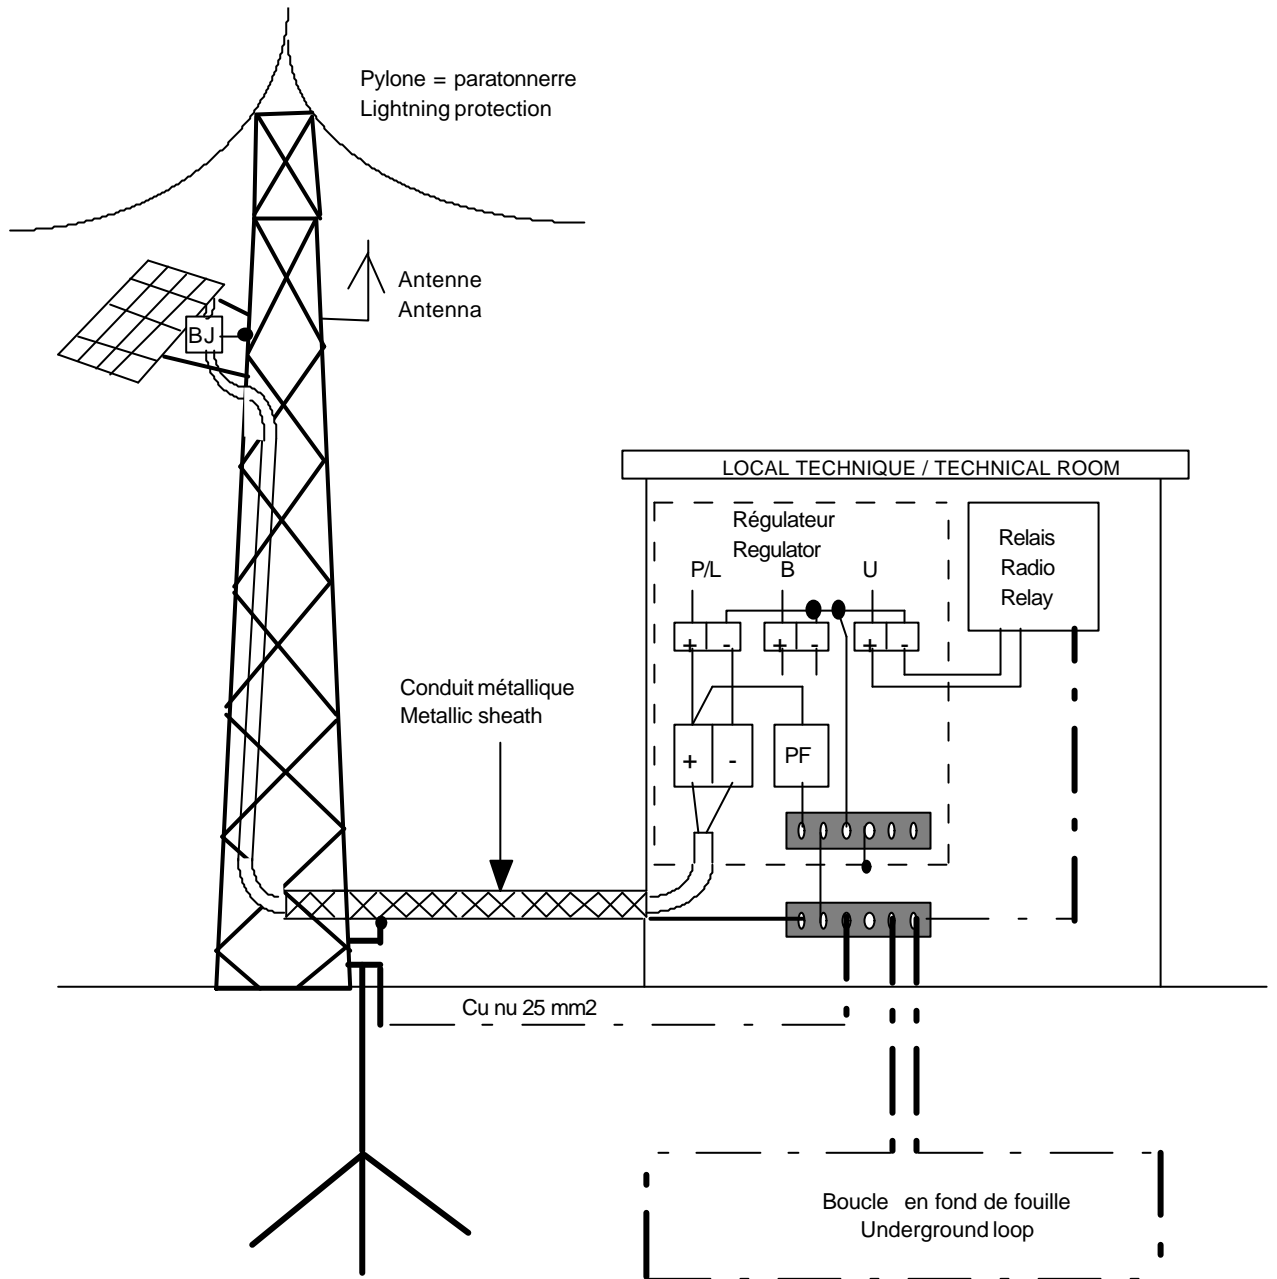 Pylone = paratonnerre
Lightning protection
Antenne
Antenna
BJ
LOCAL TECHNIQUE / TECHNICAL ROOM
Régulateur
Regulator
P/L B U
Relais
Radio
Relay
+ - + - + -
Conduit métallique
Metallic sheath
+ - PF
Cu nu 25 mm2
Boucle en fond de fouille
Underground loop